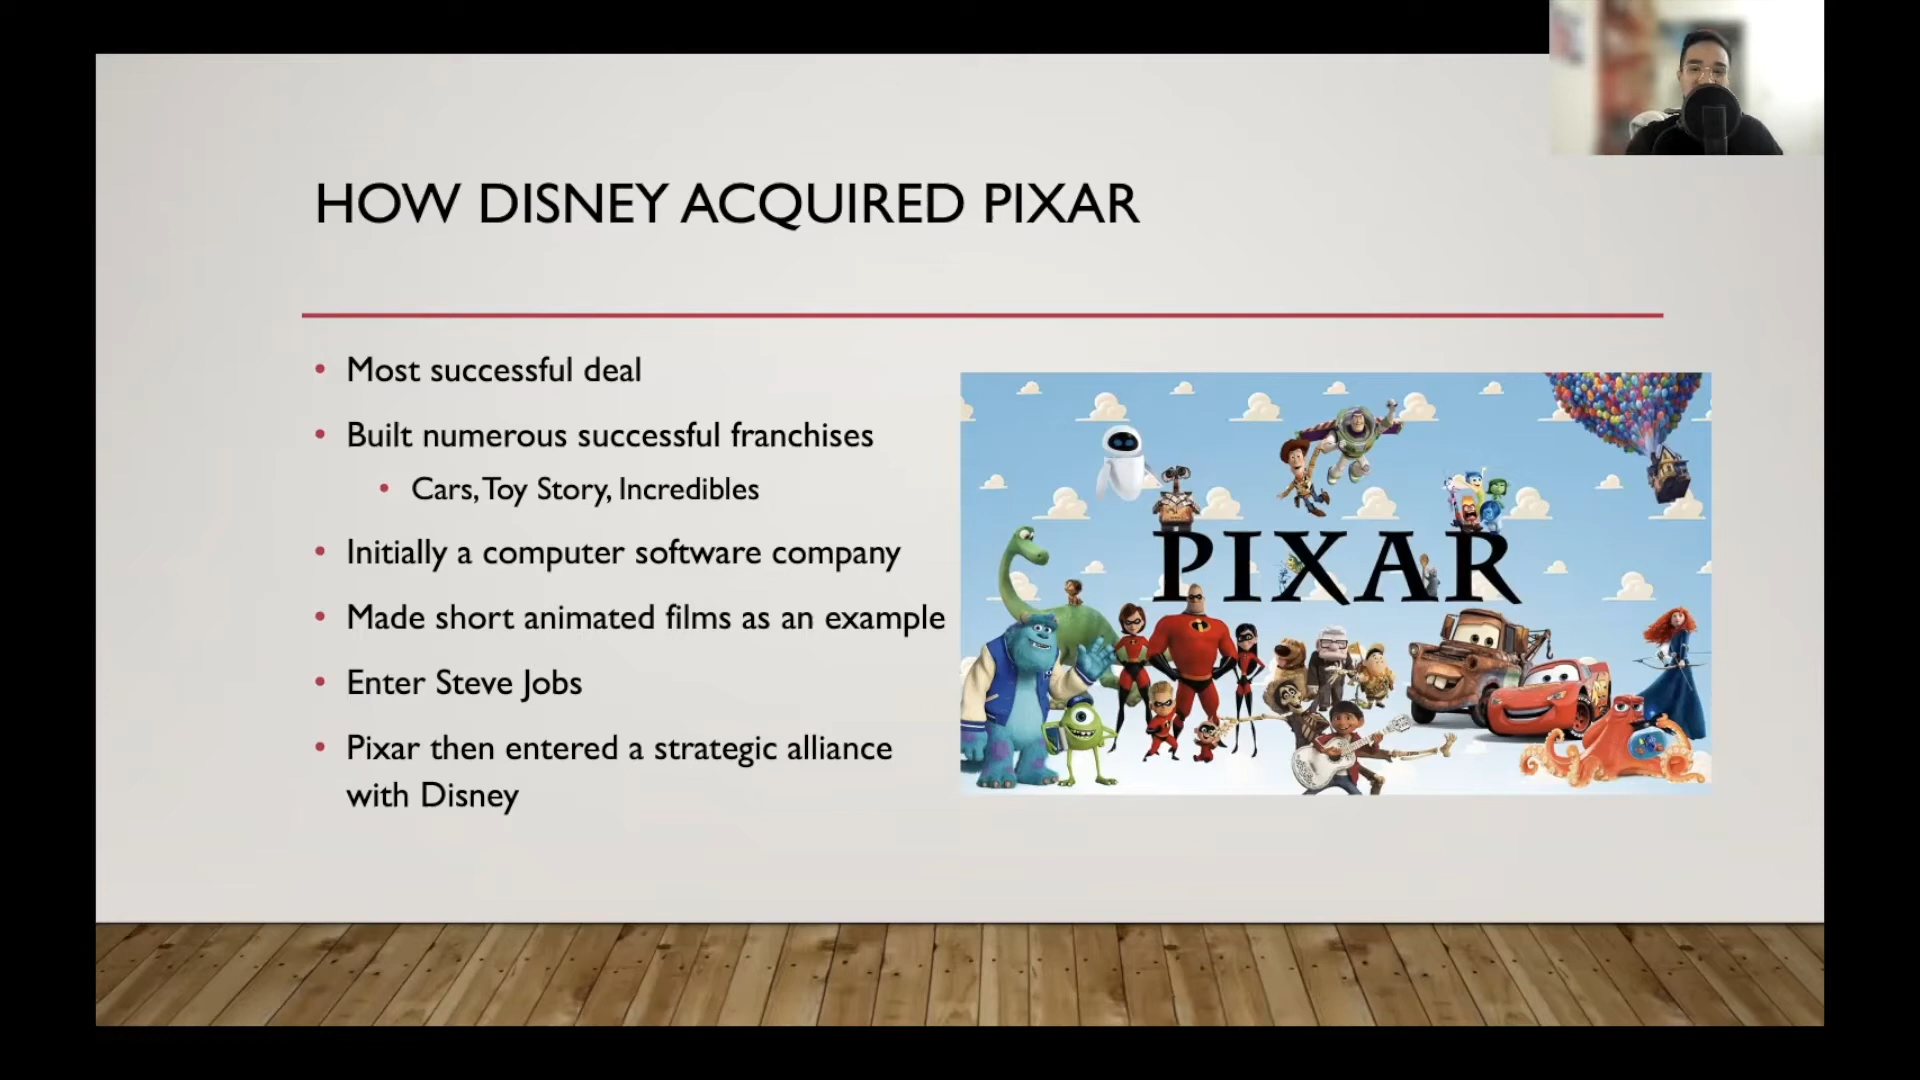 HOW DISNEY ACQUIRED PIXAR
• Most successful deal
• Built numerous successful franchises
• Cars, Toy Story, Incredibles
• Initially a computer software company
• Made short animated films as an example
• Enter Steve Jobs
• Pixar then entered a strategic alliance
with Disney
PIXAR